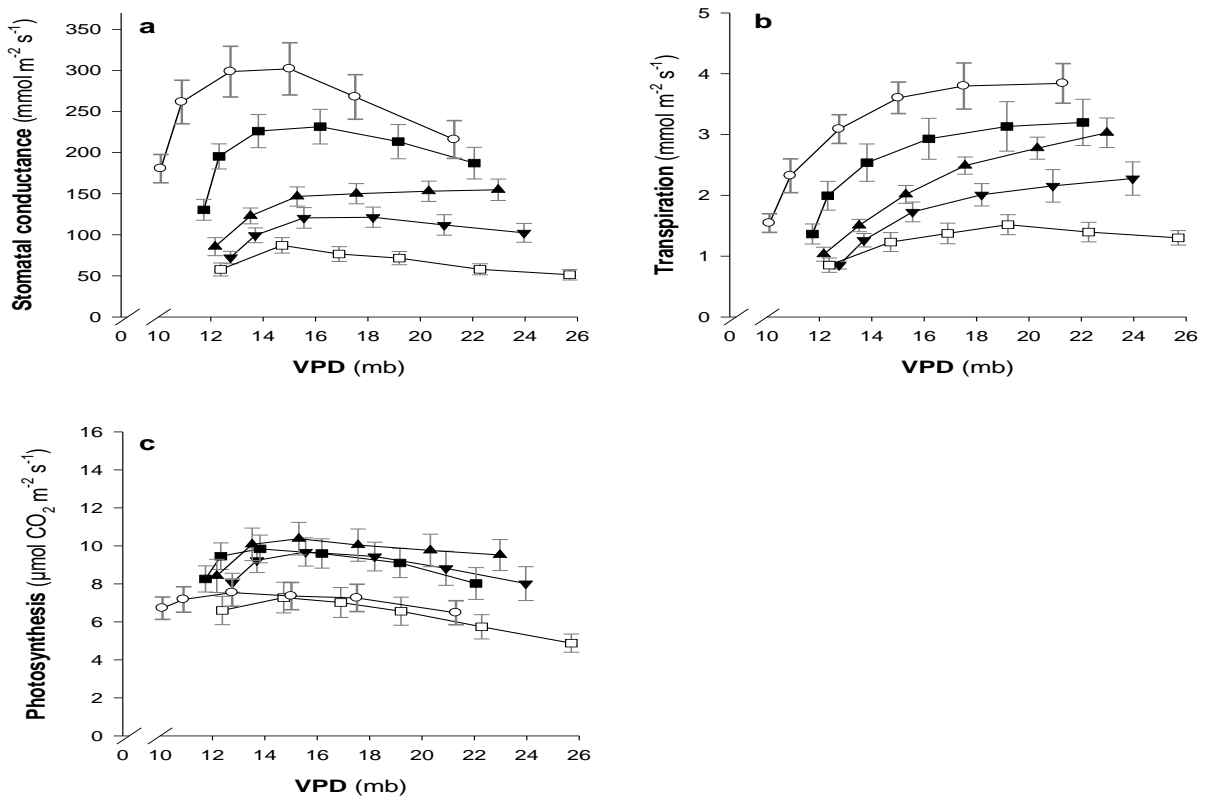 a
Stomatal conductance (mmol m-2 s-1)
350
300
250
200
150
100
50
0
0 10 12 14 16 18 20 22 24 26
VPD (mb)
b
Transpiration (mmol m-2 s-1)
5
4
3
2
1
0
0 10 12 14 16 18 20 22 24 26
VPD (mb)
c
Photosynthesis (µmol CO2 m-2 s-1)
16
14
12
10
8
6
4
2
0
0 10 12 14 16 18 20 22 24 26
VPD (mb)